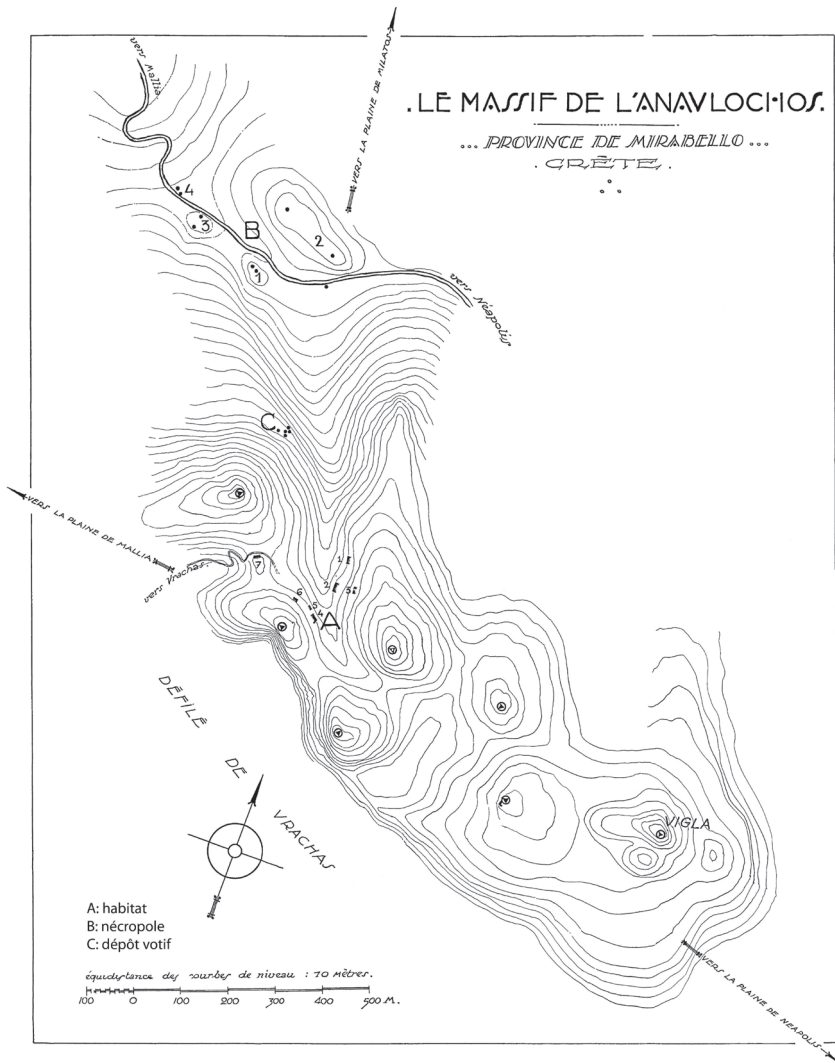 vers Mallia
VERS LA PLAINE DE MILATOS
.LE MASSIF DE L'ANAVLOCHOS.
... PROVINCE DE MIRABELLO ...
. CRÈTE .
4
3
B
2
1
vers Néapolis
C
VERS LA PLAINE DE MALLIA
vers Vrachas.
7
1
2
3
6
5
4
A
DÉFILÉ DE VRACHAS
VIGLA
A: habitat
B: nécropole
C: dépôt votif
équidistance des courbes de niveau : 10 mètres.
100 0 100 200 300 400 500 M.
VERS LA PLAINE DE NEAPOLIS